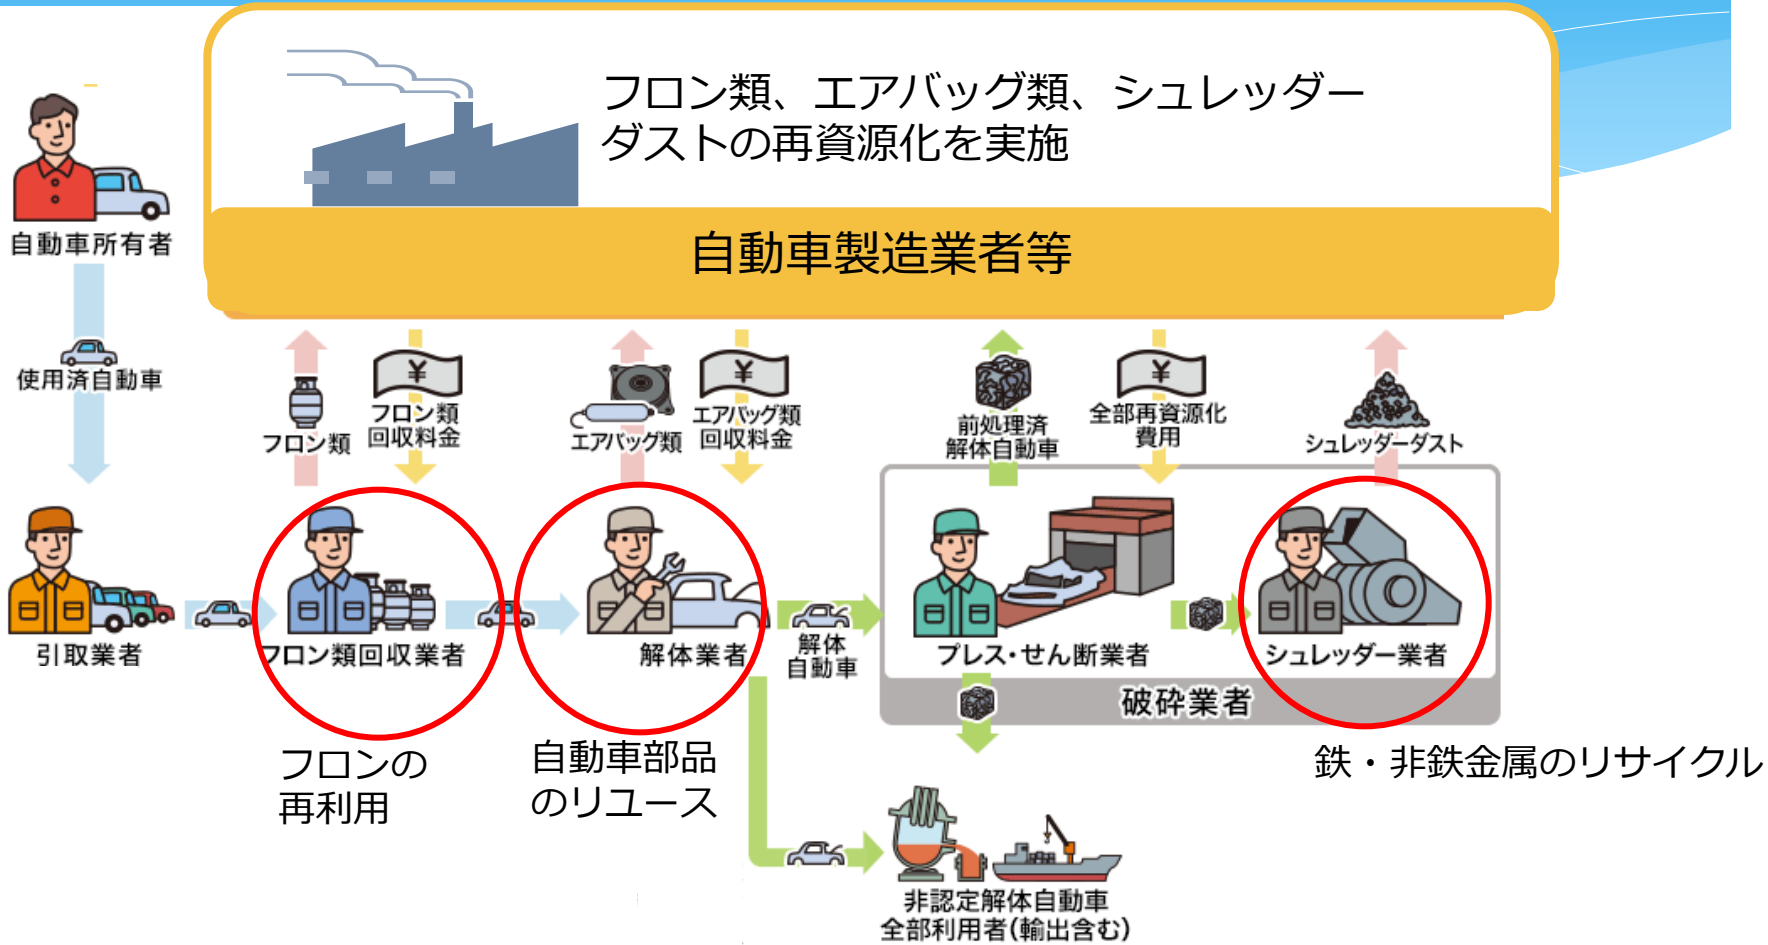 フロン類、エアバッグ類、シュレッダー
ダストの再資源化を実施
自動車製造業者等
自動車所有者
使用済自動車
フロン類
¥
フロン類
回収料金
エアバッグ類
¥
エアバッグ類
回収料金
前処理済
解体自動車
¥
全部再資源化
費用
シュレッダーダスト
引取業者
フロン類回収業者
解体業者
解体
自動車
プレス・せん断業者
シュレッダー業者
破砕業者
フロンの
再利用
自動車部品
のリユース
鉄・非鉄金属のリサイクル
非認定解体自動車
全部利用者(輸出含む)